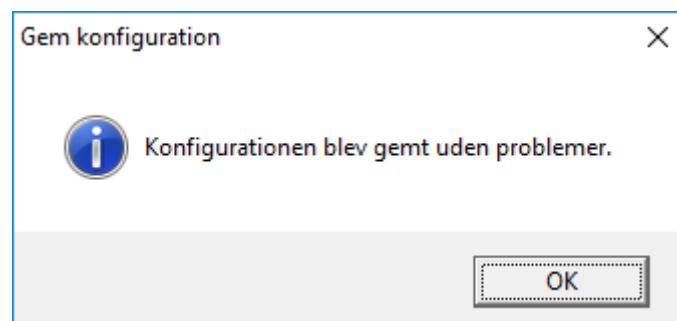 Gem konfiguration
Konfigurationen blev gemt uden problemer.
OK